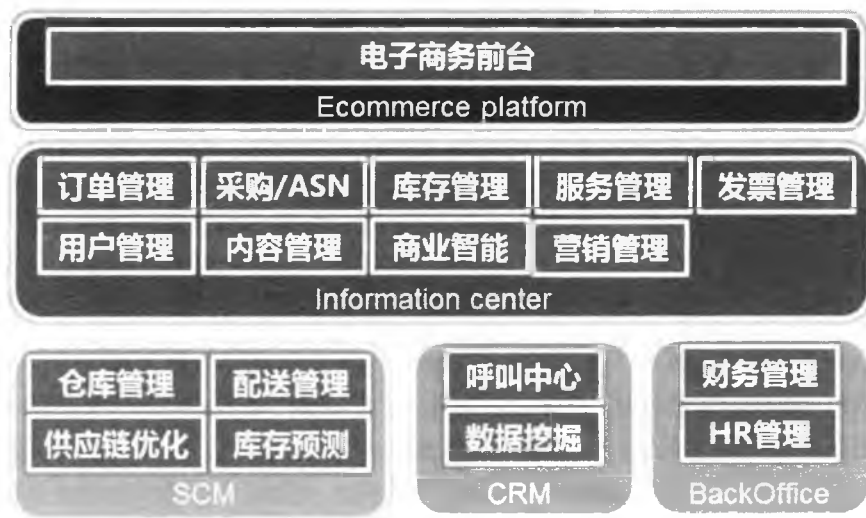 电子商务前台
Ecommerce platform
订单管理 采购/ASN 库存管理 服务管理 发票管理
用户管理 内容管理 商业智能 营销管理
Information center
仓库管理 配送管理
供应链优化 库存预测
SCM
呼叫中心
数据挖掘
CRM
财务管理
HR管理
BackOffice